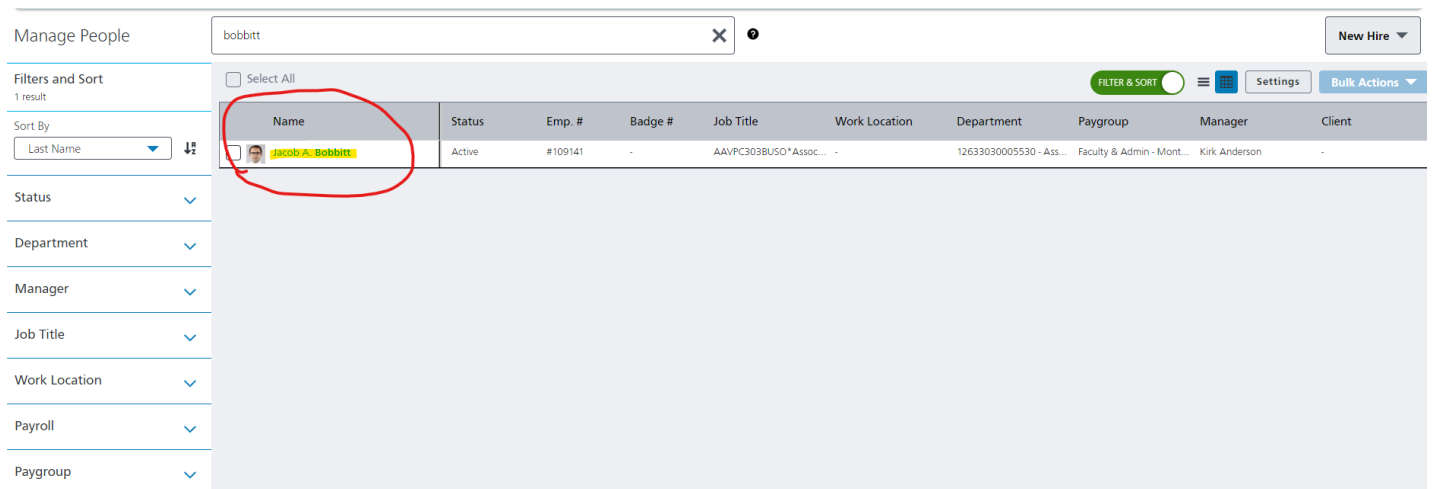 Manage People
bobbitt
New Hire
Filters and Sort
1 result
Select All
FILTER & SORT
Settings
Bulk Actions
Sort By
Last Name
Name Status Emp. # Badge # Job Title Work Location Department Paygroup Manager Client
Jacob A. Bobbitt Active #109141 - AAVPC303BUSO*Assoc... - 12633030005530 - Ass... Faculty & Admin - Mont... Kirk Anderson -
Status
Department
Manager
Job Title
Work Location
Payroll
Paygroup